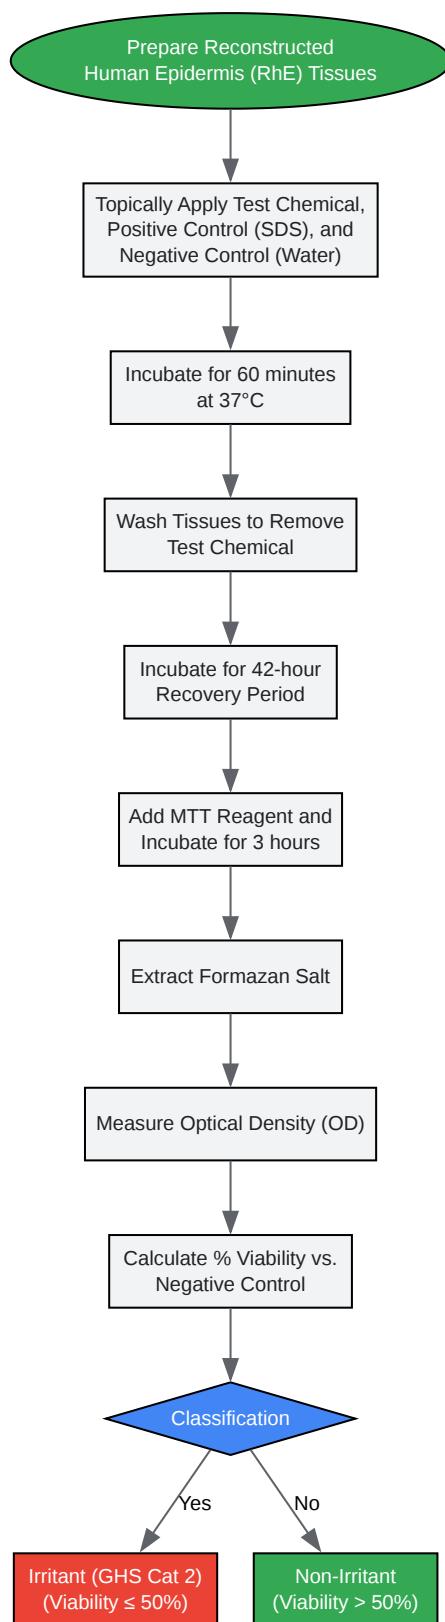 Prepare Reconstructed
Human Epidermis (RhE) Tissues
Topically Apply Test Chemical,
Positive Control (SDS), and
Negative Control (Water)
Incubate for 60 minutes
at 37°C
Wash Tissues to Remove
Test Chemical
Incubate for 42-hour
Recovery Period
Add MTT Reagent and
Incubate for 3 hours
Extract Formazan Salt
Measure Optical Density (OD)
Calculate % Viability vs.
Negative Control
Classification
Yes
No
Irritant (GHS Cat 2)
(Viability ≤ 50%)
Non-Irritant
(Viability > 50%)